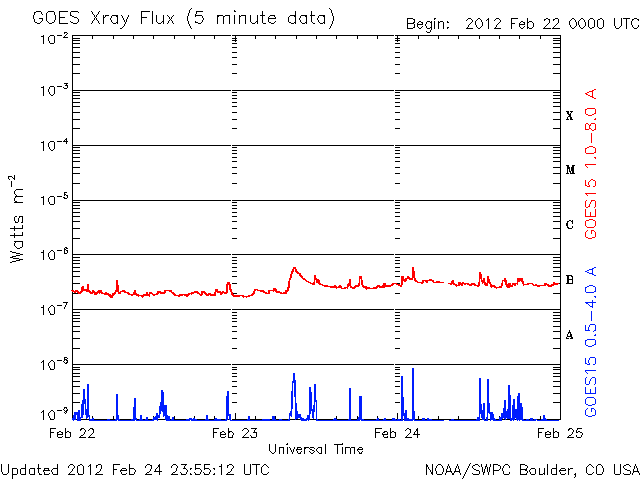 GOES Xray Flux (5 minute data)
Begin: 2012 Feb 22 0000 UTC
10⁻²
10⁻³
10⁻⁴
10⁻⁵
10⁻⁶
10⁻⁷
10⁻⁸
10⁻⁹
Watts m⁻²
X
M
C
B
A
GOES15 1.0-8.0 A
GOES15 0.5-4.0 A
Feb 22
Feb 23
Feb 24
Feb 25
Universal Time
Updated 2012 Feb 24 23:55:12 UTC
NOAA/SWPC Boulder, CO USA